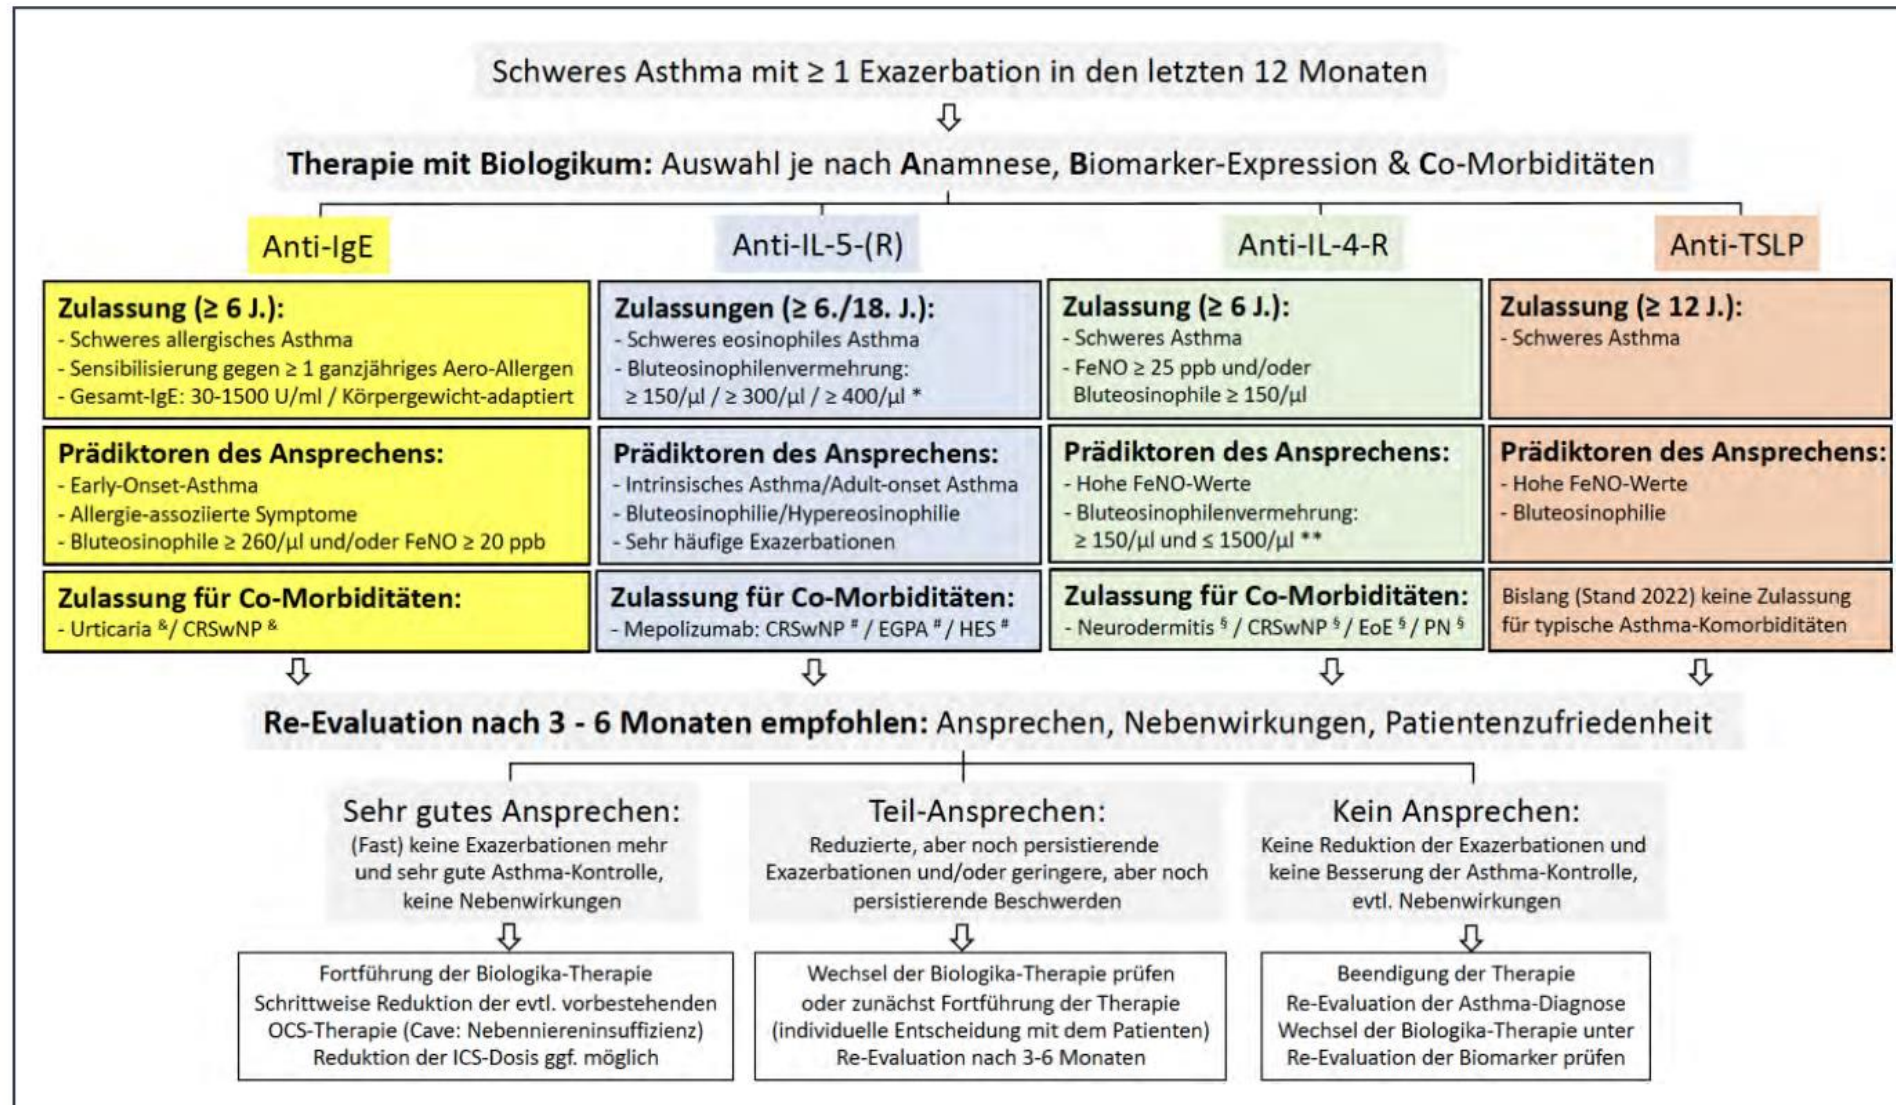 Schweres Asthma mit ≥ 1 Exazerbation in den letzten 12 Monaten
Therapie mit Biologikum: Auswahl je nach Anamnese, Biomarker-Expression & Co-Morbiditäten
Anti-IgE
Zulassung (≥ 6 J.):
- Schweres allergisches Asthma
- Sensibilisierung gegen ≥ 1 ganzjähriges Aero-Allergen
- Gesamt-IgE: 30-1500 U/ml / Körpergewicht-adaptiert
Prädiktoren des Ansprechens:
- Early-Onset-Asthma
- Allergie-assoziierte Symptome
- Bluteosinophile ≥ 260/µl und/oder FeNO ≥ 20 ppb
Zulassung für Co-Morbiditäten:
- Urticaria &/ CRSwNP &
Anti-IL-5-(R)
Zulassungen (≥ 6./18. J.):
- Schweres eosinophiles Asthma
- Bluteosinophilenvermehrung:
≥ 150/µl / ≥ 300/µl / ≥ 400/µl *
Prädiktoren des Ansprechens:
- Intrinsisches Asthma/Adult-onset Asthma
- Bluteosinophilie/Hypereosinophilie
- Sehr häufige Exazerbationen
Zulassung für Co-Morbiditäten:
- Mepolizumab: CRSwNP # / EGPA # / HES #
Anti-IL-4-R
Zulassung (≥ 6 J.):
- Schweres Asthma
- FeNO ≥ 25 ppb und/oder
Bluteosinophile ≥ 150/µl
Prädiktoren des Ansprechens:
- Hohe FeNO-Werte
- Bluteosinophilenvermehrung:
≥ 150/µl und ≤ 1500/µl **
Zulassung für Co-Morbiditäten:
- Neurodermitis § / CRSwNP § / EoE § / PN §
Anti-TSLP
Zulassung (≥ 12 J.):
- Schweres Asthma
Prädiktoren des Ansprechens:
- Hohe FeNO-Werte
- Bluteosinophilie
Bislang (Stand 2022) keine Zulassung
für typische Asthma-Komorbiditäten
Re-Evaluation nach 3 - 6 Monaten empfohlen: Ansprechen, Nebenwirkungen, Patientenzufriedenheit
Sehr gutes Ansprechen:
(Fast) keine Exazerbationen mehr
und sehr gute Asthma-Kontrolle,
keine Nebenwirkungen
Fortführung der Biologika-Therapie
Schrittweise Reduktion der evtl. vorbestehenden
OCS-Therapie (Cave: Nebenniereninsuffizienz)
Reduktion der ICS-Dosis ggf. möglich
Teil-Ansprechen:
Reduzierte, aber noch persistierende
Exazerbationen und/oder geringere, aber noch
persistierende Beschwerden
Wechsel der Biologika-Therapie prüfen
oder zunächst Fortführung der Therapie
(individuelle Entscheidung mit dem Patienten)
Re-Evaluation nach 3-6 Monaten
Kein Ansprechen:
Keine Reduktion der Exazerbationen und
keine Besserung der Asthma-Kontrolle,
evtl. Nebenwirkungen
Beendigung der Therapie
Re-Evaluation der Asthma-Diagnose
Wechsel der Biologika-Therapie unter
Re-Evaluation der Biomarker prüfen